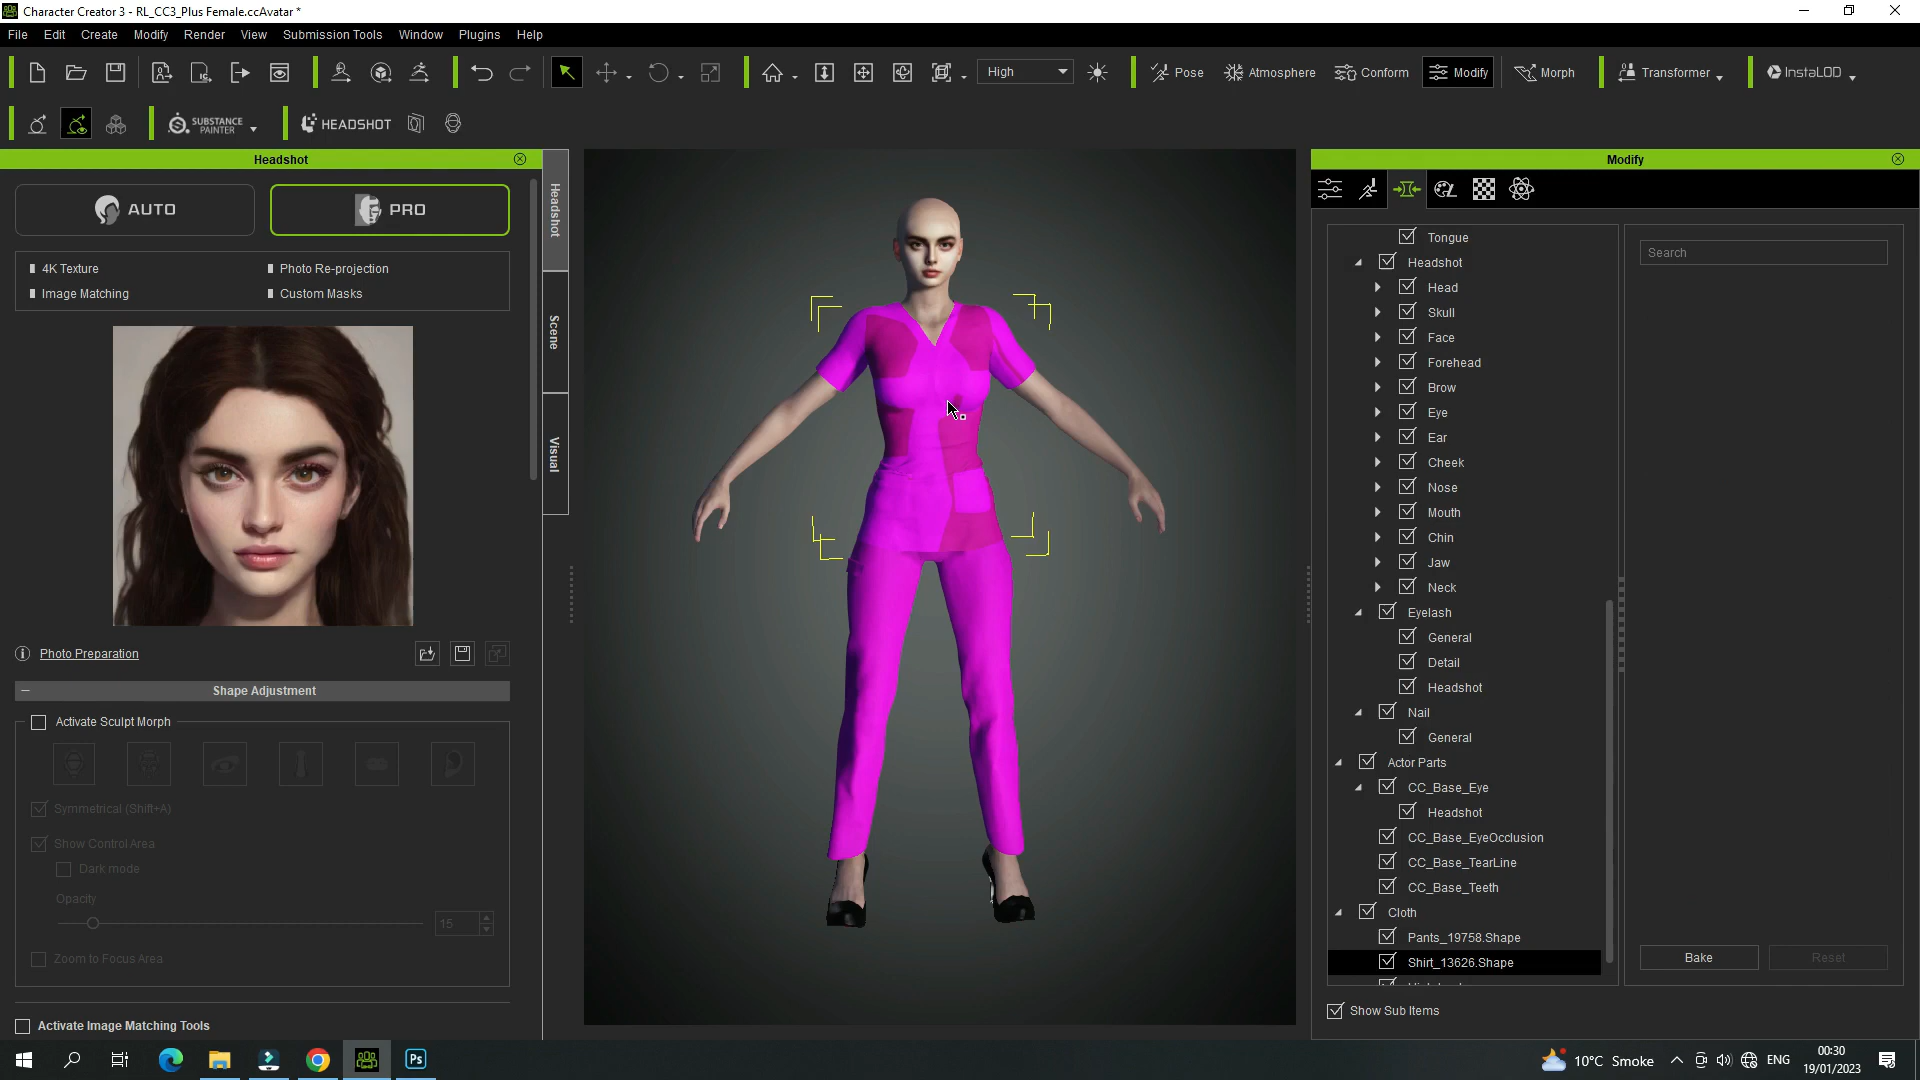 Character Creator 3 - RL_CC3_Plus Female.ccAvatar *
File Edit Create Modify Render View Submission Tools Window Plugins Help
High Pose Atmosphere Conform Modify Morph Transformer InstaLOD
SUBSTANCE PAINTER HEADSHOT
Headshot
AUTO PRO
4K Texture Photo Re-projection
Image Matching Custom Masks
Photo Preparation
Shape Adjustment
Activate Sculpt Morph
Symmetrical (Shift+A)
Show Control Area
Dark mode
Opacity
15
Zoom to Focus Area
Activate Image Matching Tools
Headshot
Scene
Visual
Modify
Search
Tongue
Headshot
Head
Skull
Face
Forehead
Brow
Eye
Ear
Cheek
Nose
Mouth
Chin
Jaw
Neck
Eyelash
General
Detail
Headshot
Nail
General
Actor Parts
CC_Base_Eye
Headshot
CC_Base_EyeOcclusion
CC_Base_TearLine
CC_Base_Teeth
Cloth
Pants_19758.Shape
Shirt_13626.Shape
Bake Reset
Show Sub Items
Ps
10°C Smoke ENG
00:30
19/01/2023